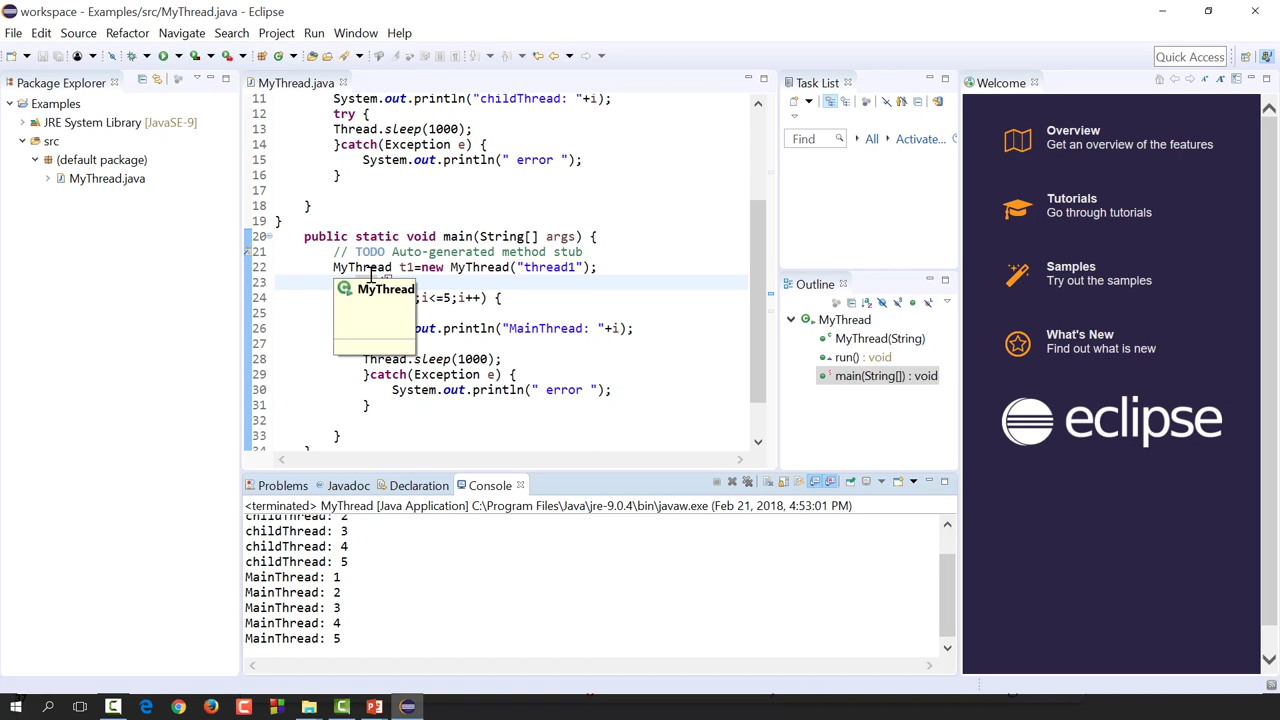 workspace - Examples/src/MyThread.java - Eclipse
File Edit Source Refactor Navigate Search Project Run Window Help
Quick Access
Package Explorer
Examples
JRE System Library [JavaSE-9]
src
(default package)
MyThread.java
MyThread.java
11 System.out.println("childThread: "+i);
12 try {
13 Thread.sleep(1000);
14 }catch(Exception e) {
15 System.out.println(" error ");
16 }
17
18 }
19 }
20 public static void main(String[] args) {
21 // TODO Auto-generated method stub
22 MyThread t1=new MyThread("thread1");
23
24 ;i<=5;i++) {
25
26 out.println("MainThread: "+i);
27
28 Thread.sleep(1000);
29 }catch(Exception e) {
30 System.out.println(" error ");
31 }
32
33 }
34 }
MyThread
Task List
Find All Activate...
Outline
MyThread
MyThread(String)
run() : void
main(String[]) : void
Welcome
Overview
Get an overview of the features
Tutorials
Go through tutorials
Samples
Try out the samples
What's New
Find out what is new
eclipse
Problems Javadoc Declaration Console
<terminated> MyThread [Java Application] C:\Program Files\Java\jre-9.0.4\bin\javaw.exe (Feb 21, 2018, 4:53:01 PM)
childThread: 2
childThread: 3
childThread: 4
childThread: 5
MainThread: 1
MainThread: 2
MainThread: 3
MainThread: 4
MainThread: 5